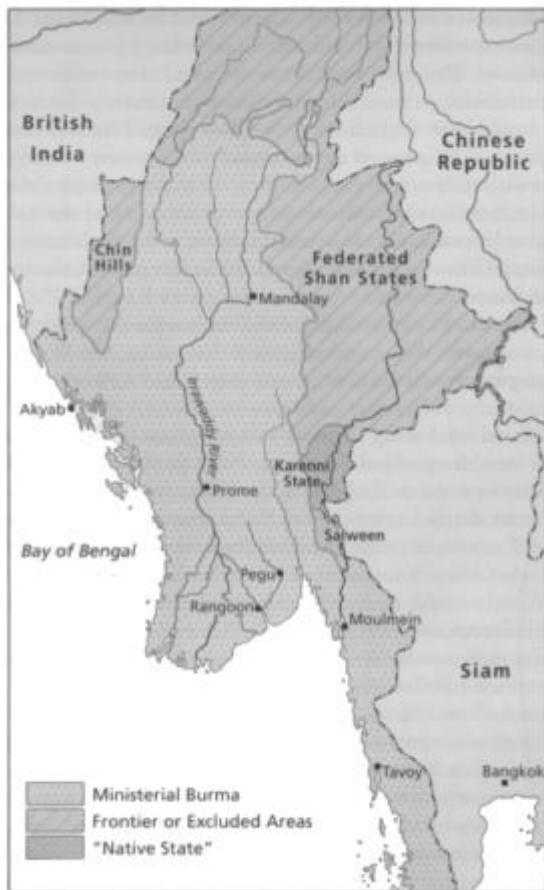 British
India
Chinese
Republic
Chin
Hills
Federated
Shan States
Mandalay
Akyab
Irrawaddy River
Prome
Karenni
State
Salween
Bay of Bengal
Pegu
Rangoon
Moulmein
Siam
Tavoy
Bangkok
Ministerial Burma
Frontier or Excluded Areas
"Native State"